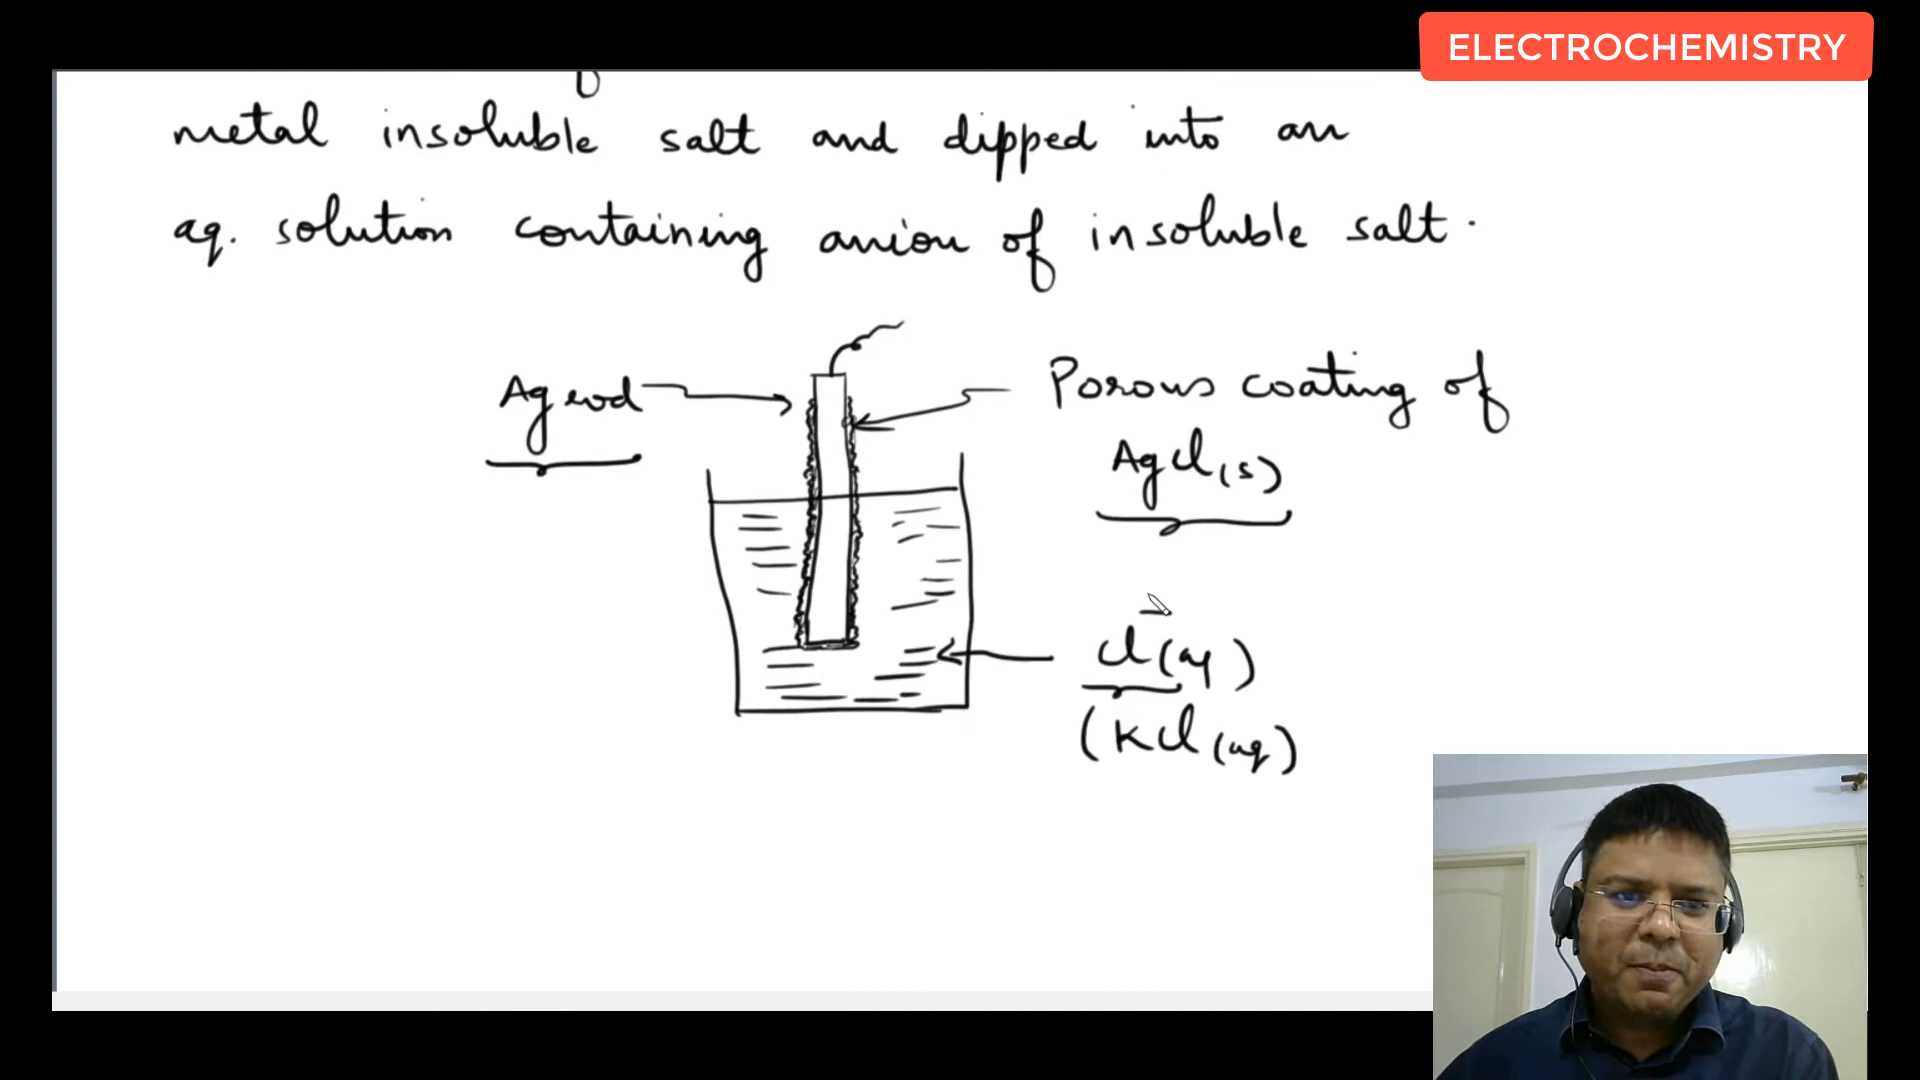 ELECTROCHEMISTRY
metal insoluble salt and dipped into an
aq. solution containing anion of insoluble salt.
Ag rod
Porous coating of
AgCl(s)
Cl⁻(aq)
(KCl(aq)